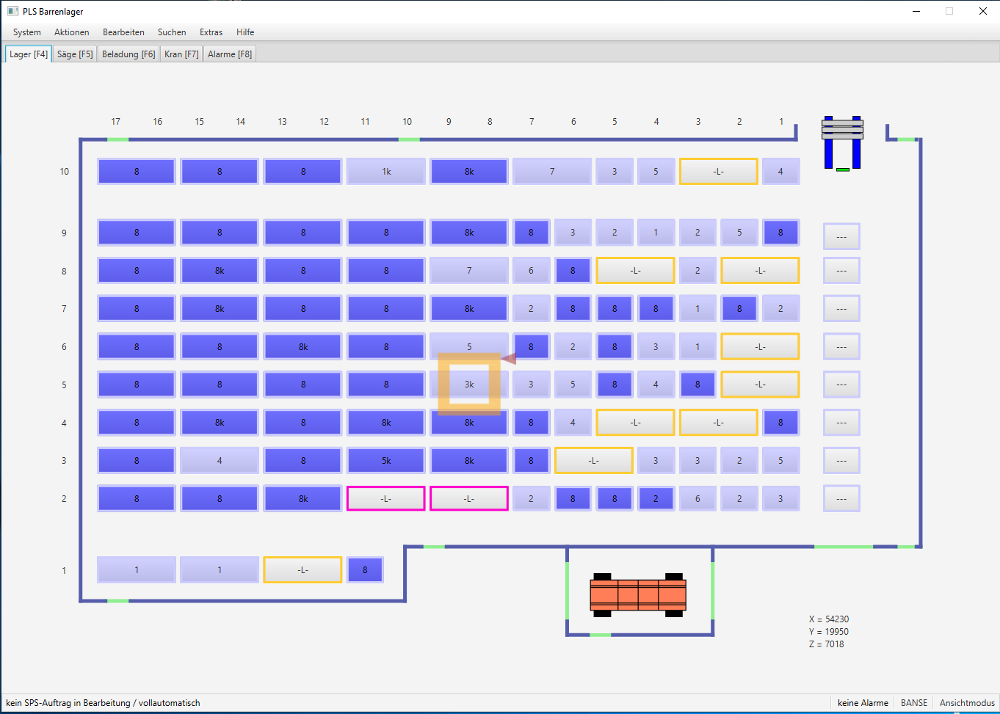 PLS Barrenlager
System Aktionen Bearbeiten Suchen Extras Hilfe
Lager [F4] Säge [F5] Beladung [F6] Kran [F7] Alarme [F8]
17 16 15 14 13 12 11 10 9 8 7 6 5 4 3 2 1
10 8 8 8 1k 8k 7 3 5 -L- 4
9 8 8 8 8 8k 8 3 2 1 2 5 8 ---
8 8 8k 8 8 7 6 8 -L- 2 -L- ---
7 8 8k 8 8 8k 2 8 8 8 1 8 2 ---
6 8 8 8k 8 5 8 2 8 3 1 -L- ---
5 8 8 8 8 3k 3 5 8 4 8 -L- ---
4 8 8k 8 8k 8k 8 4 -L- -L- 8 ---
3 8 4 8 5k 8k 8 -L- 3 3 2 5 ---
2 8 8 8k -L- -L- 2 8 8 2 6 2 3 ---
1 1 1 -L- 8
X = 54230
Y = 19950
Z = 7018
kein SPS-Auftrag in Bearbeitung / vollautomatisch keine Alarme BANSE Ansichtmodus